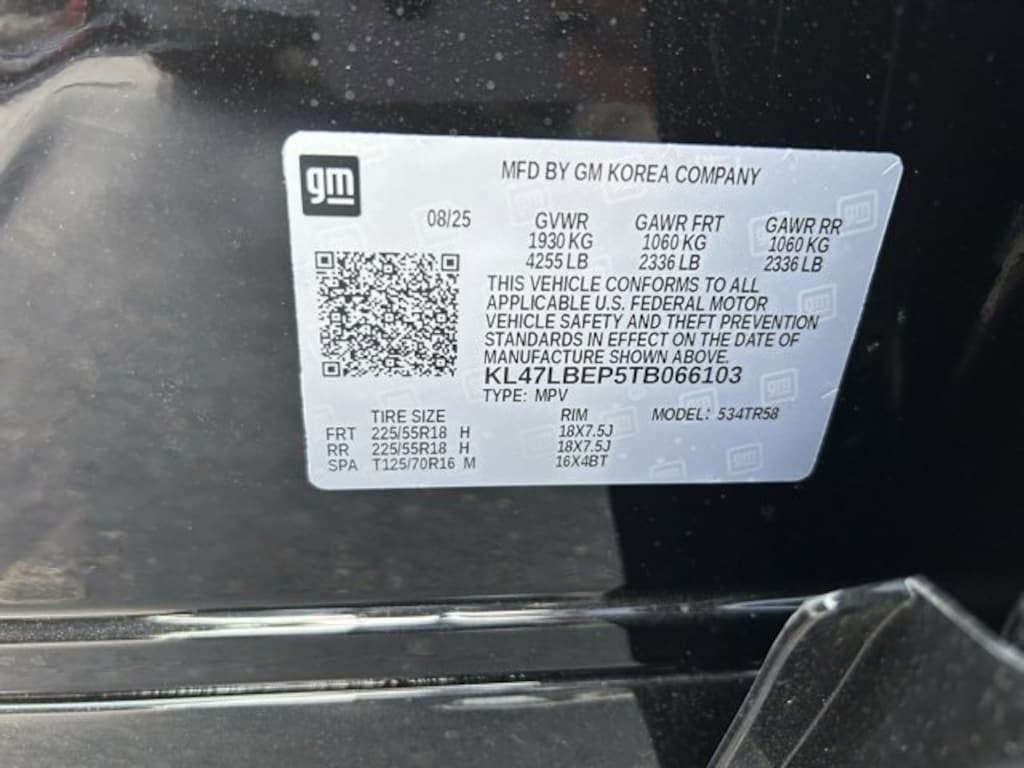 gm
MFD BY GM KOREA COMPANY
08/25 GVWR GAWR FRT GAWR RR
1930 KG 1060 KG 1060 KG
4255 LB 2336 LB 2336 LB
THIS VEHICLE CONFORMS TO ALL
APPLICABLE U.S. FEDERAL MOTOR
VEHICLE SAFETY AND THEFT PREVENTION
STANDARDS IN EFFECT ON THE DATE OF
MANUFACTURE SHOWN ABOVE.
KL47LBEP5TB066103
TYPE: MPV
TIRE SIZE RIM MODEL: 534TR58
FRT 225/55R18 H 18X7.5J
RR 225/55R18 H 18X7.5J
SPA T125/70R16 M 16X4BT